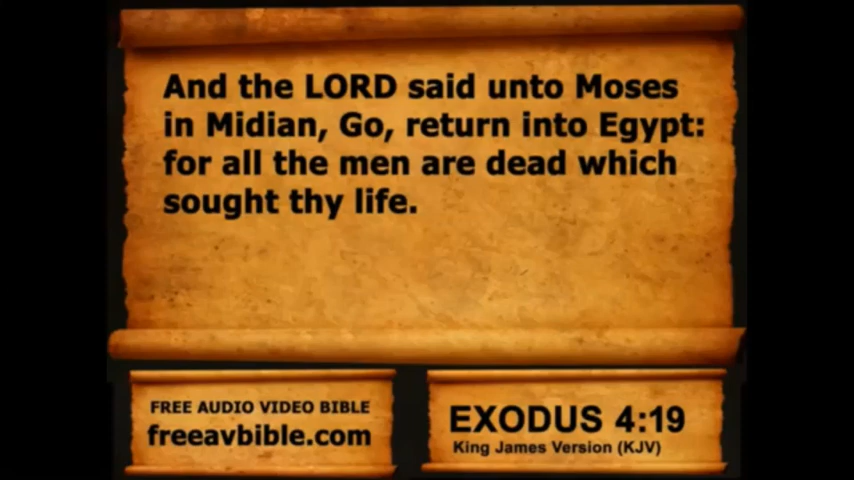 And the LORD said unto Moses
in Midian, Go, return into Egypt:
for all the men are dead which
sought thy life.
FREE AUDIO VIDEO BIBLE
freeavbible.com
EXODUS 4:19
King James Version (KJV)